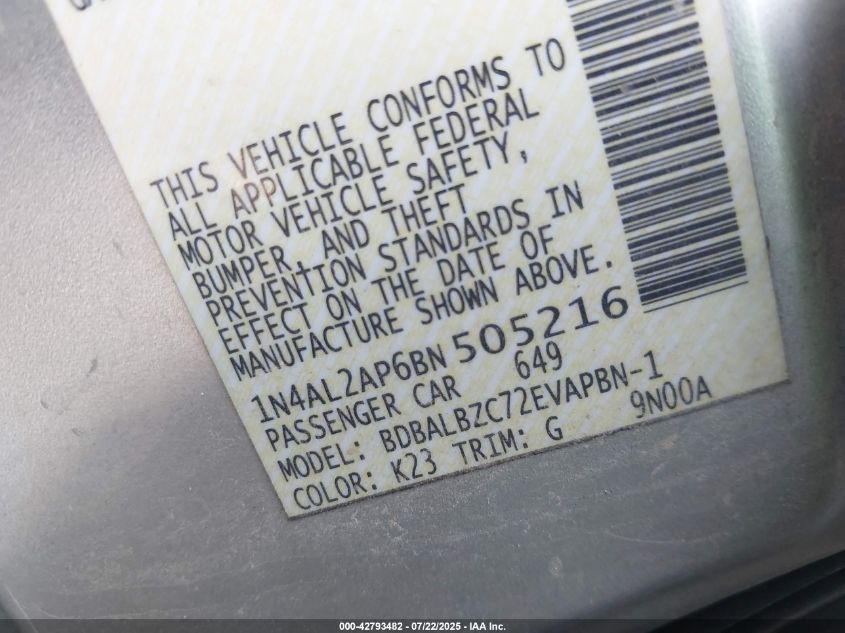 THIS VEHICLE CONFORMS TO
ALL APPLICABLE FEDERAL
MOTOR VEHICLE SAFETY,
BUMPER, AND THEFT
PREVENTION STANDARDS IN
EFFECT ON THE DATE OF
MANUFACTURE SHOWN ABOVE.
1N4AL2AP6BN505216
PASSENGER CAR 649
MODEL: BDBALBZC72EVAPBN-1
COLOR: K23 TRIM: G 9N00A
000-42793482 - 07/22/2025 - IAA Inc.